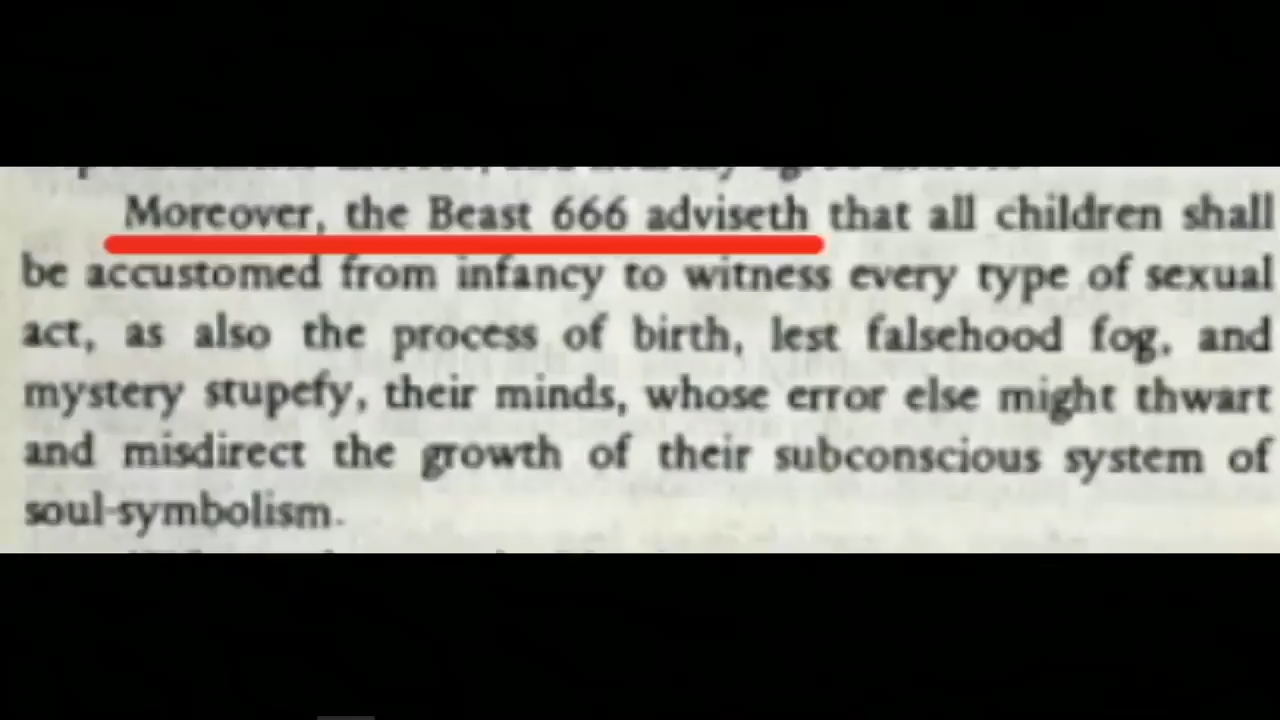 Moreover, the Beast 666 adviseth that all children shall
be accustomed from infancy to witness every type of sexual
act, as also the process of birth, lest falsehood fog, and
mystery stupefy, their minds, whose error else might thwart
and misdirect the growth of their subconscious system of
soul-symbolism.